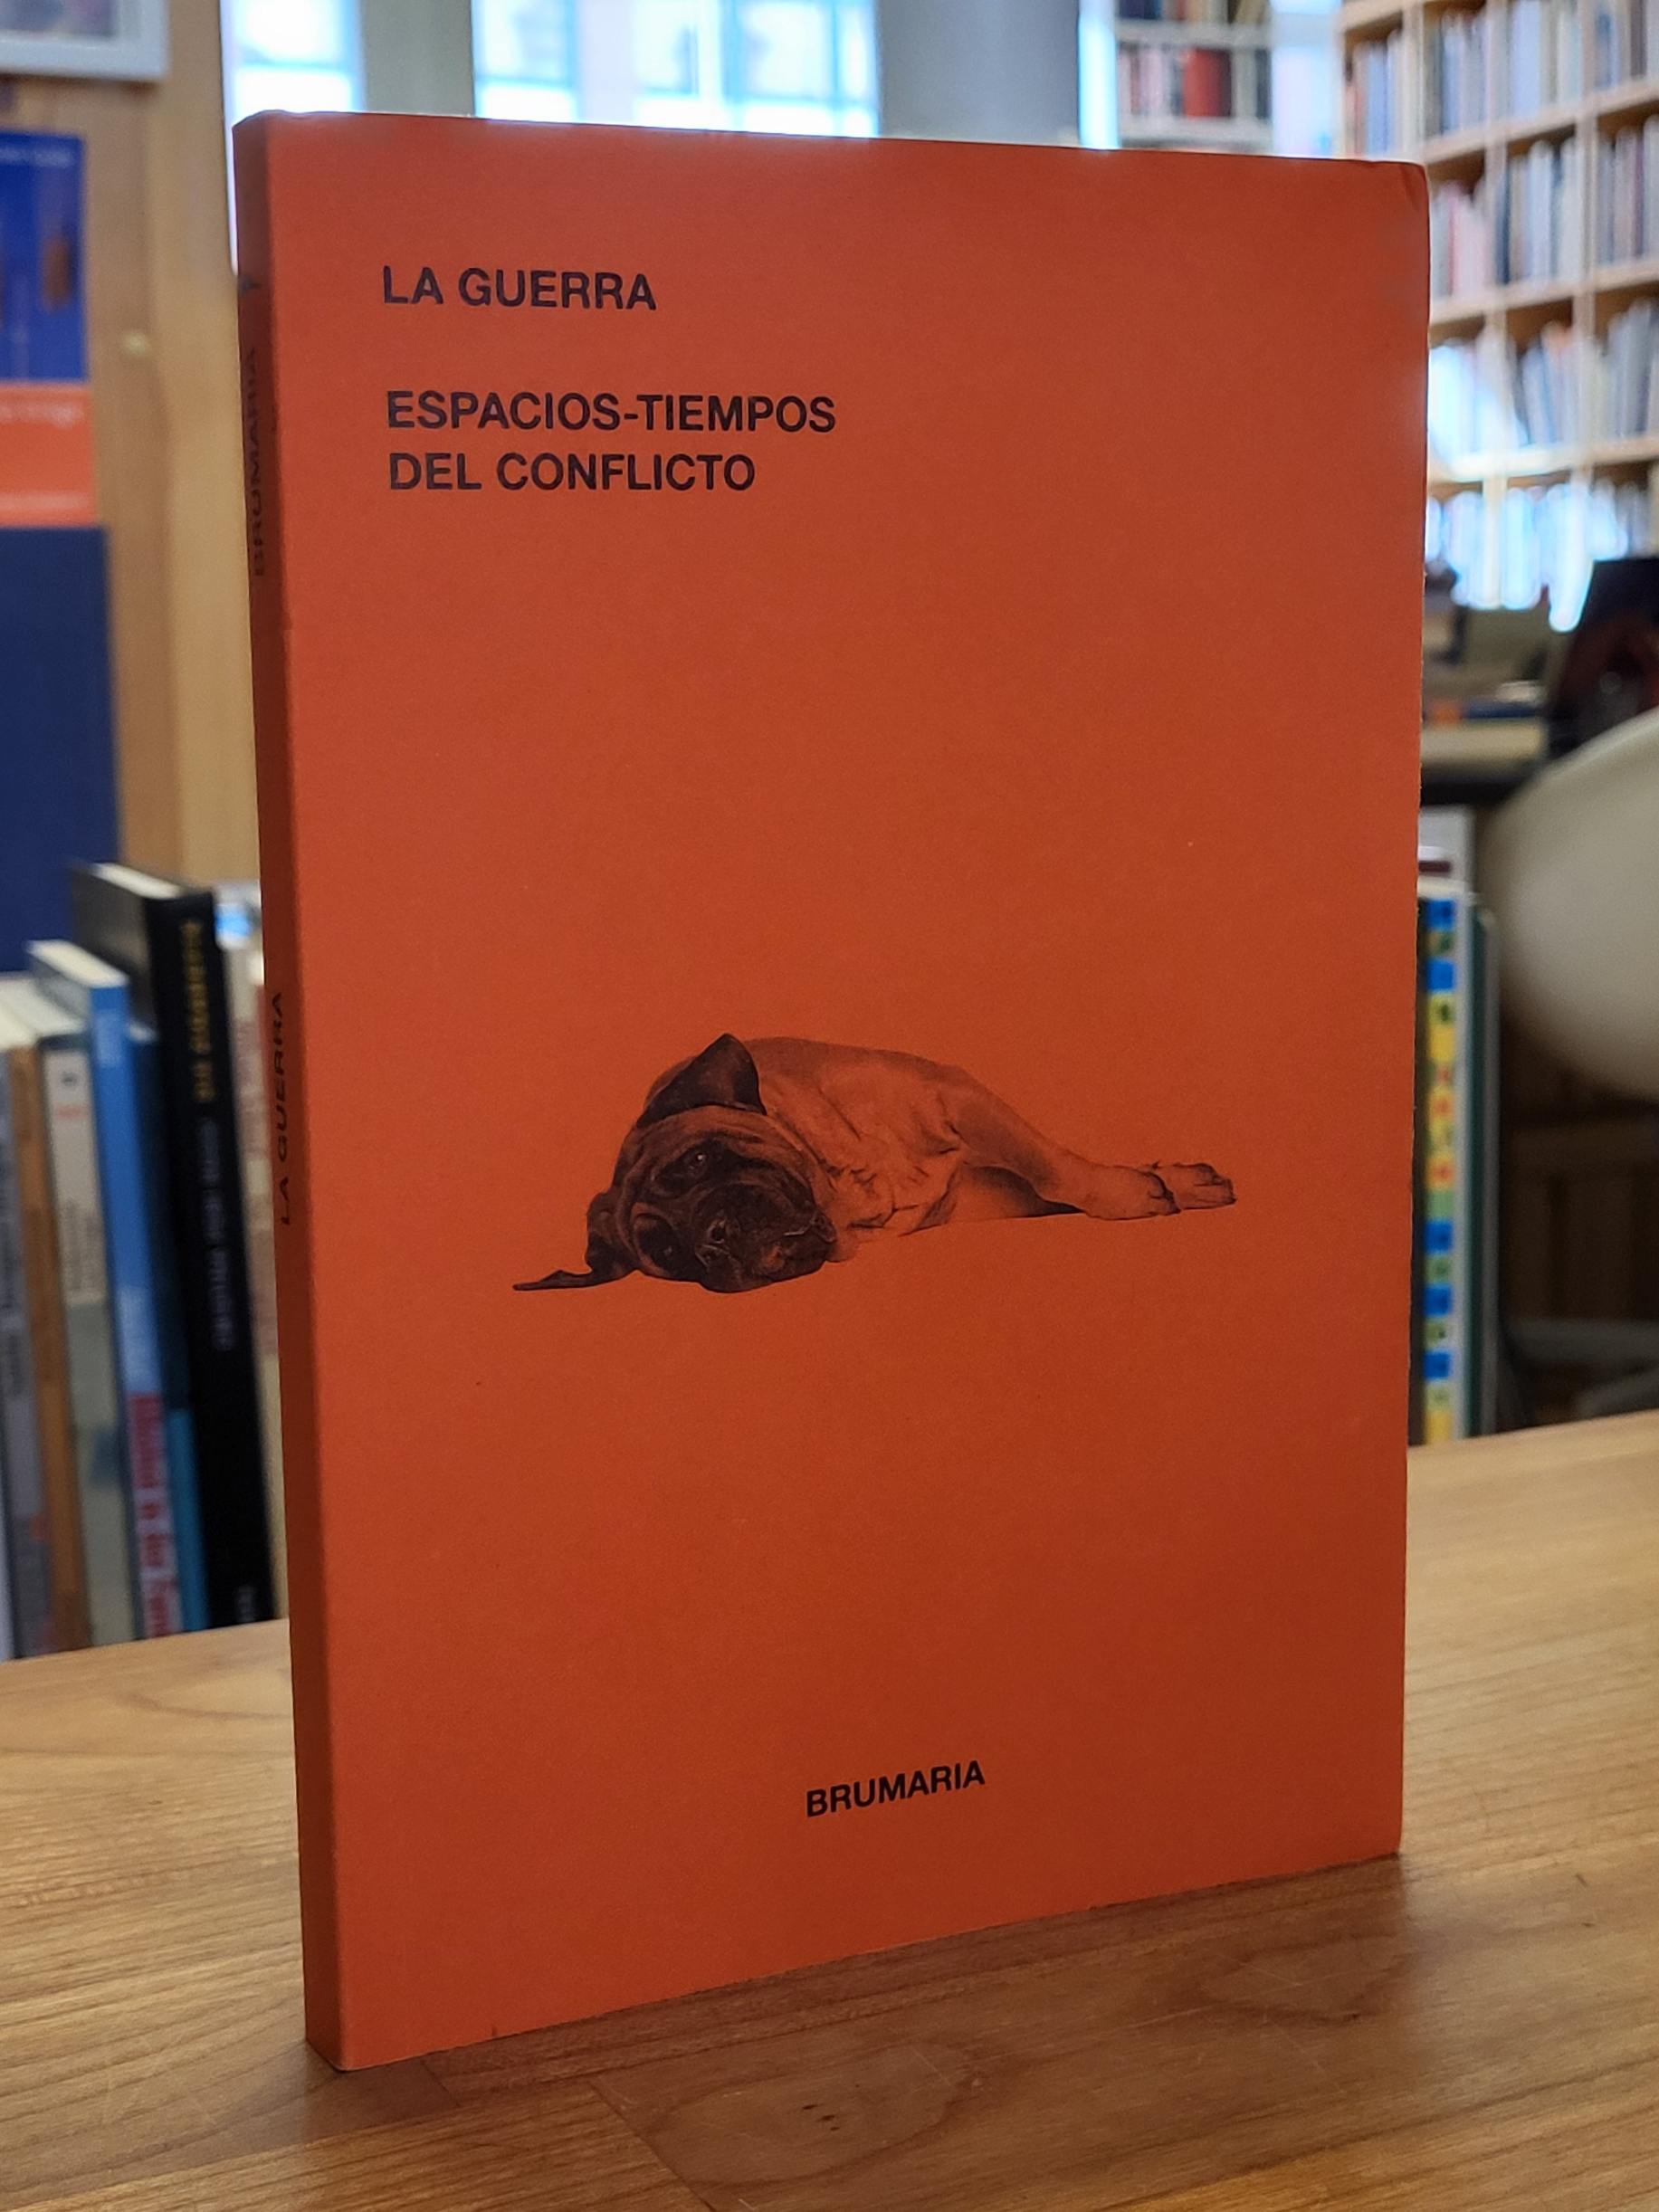 LA GUERRA
ESPACIOS-TIEMPOS
DEL CONFLICTO
BRUMARIA
BRUMARIA
LA GUERRA